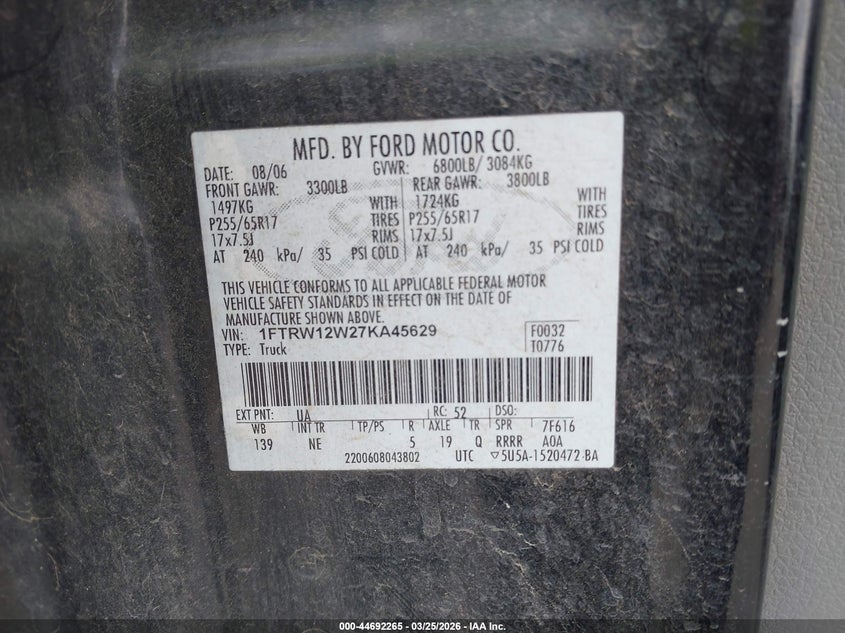 MFD. BY FORD MOTOR CO.
DATE: 08/06 GVWR: 6800LB/ 3084KG
FRONT GAWR: 3300LB REAR GAWR: 3800LB
1497KG WITH 1724KG WITH
P255/65R17 TIRES P255/65R17 TIRES
17x7.5J RIMS 17x7.5J RIMS
AT 240 kPa/ 35 PSI COLD AT 240 kPa/ 35 PSI COLD
THIS VEHICLE CONFORMS TO ALL APPLICABLE FEDERAL MOTOR
VEHICLE SAFETY STANDARDS IN EFFECT ON THE DATE OF
MANUFACTURE SHOWN ABOVE.
VIN: 1FTRW12W27KA45629 F0032
TYPE: Truck T0776
EXT PNT: UA RC: 52 DSO:
WB INT TR TP/PS R AXLE TR SPR 7F616
139 NE 5 19 Q RRRR A0A
2200608043802 UTC ▽5U5A-1520472-BA
000-44692265 | 03/25/2026 | IAA Inc.